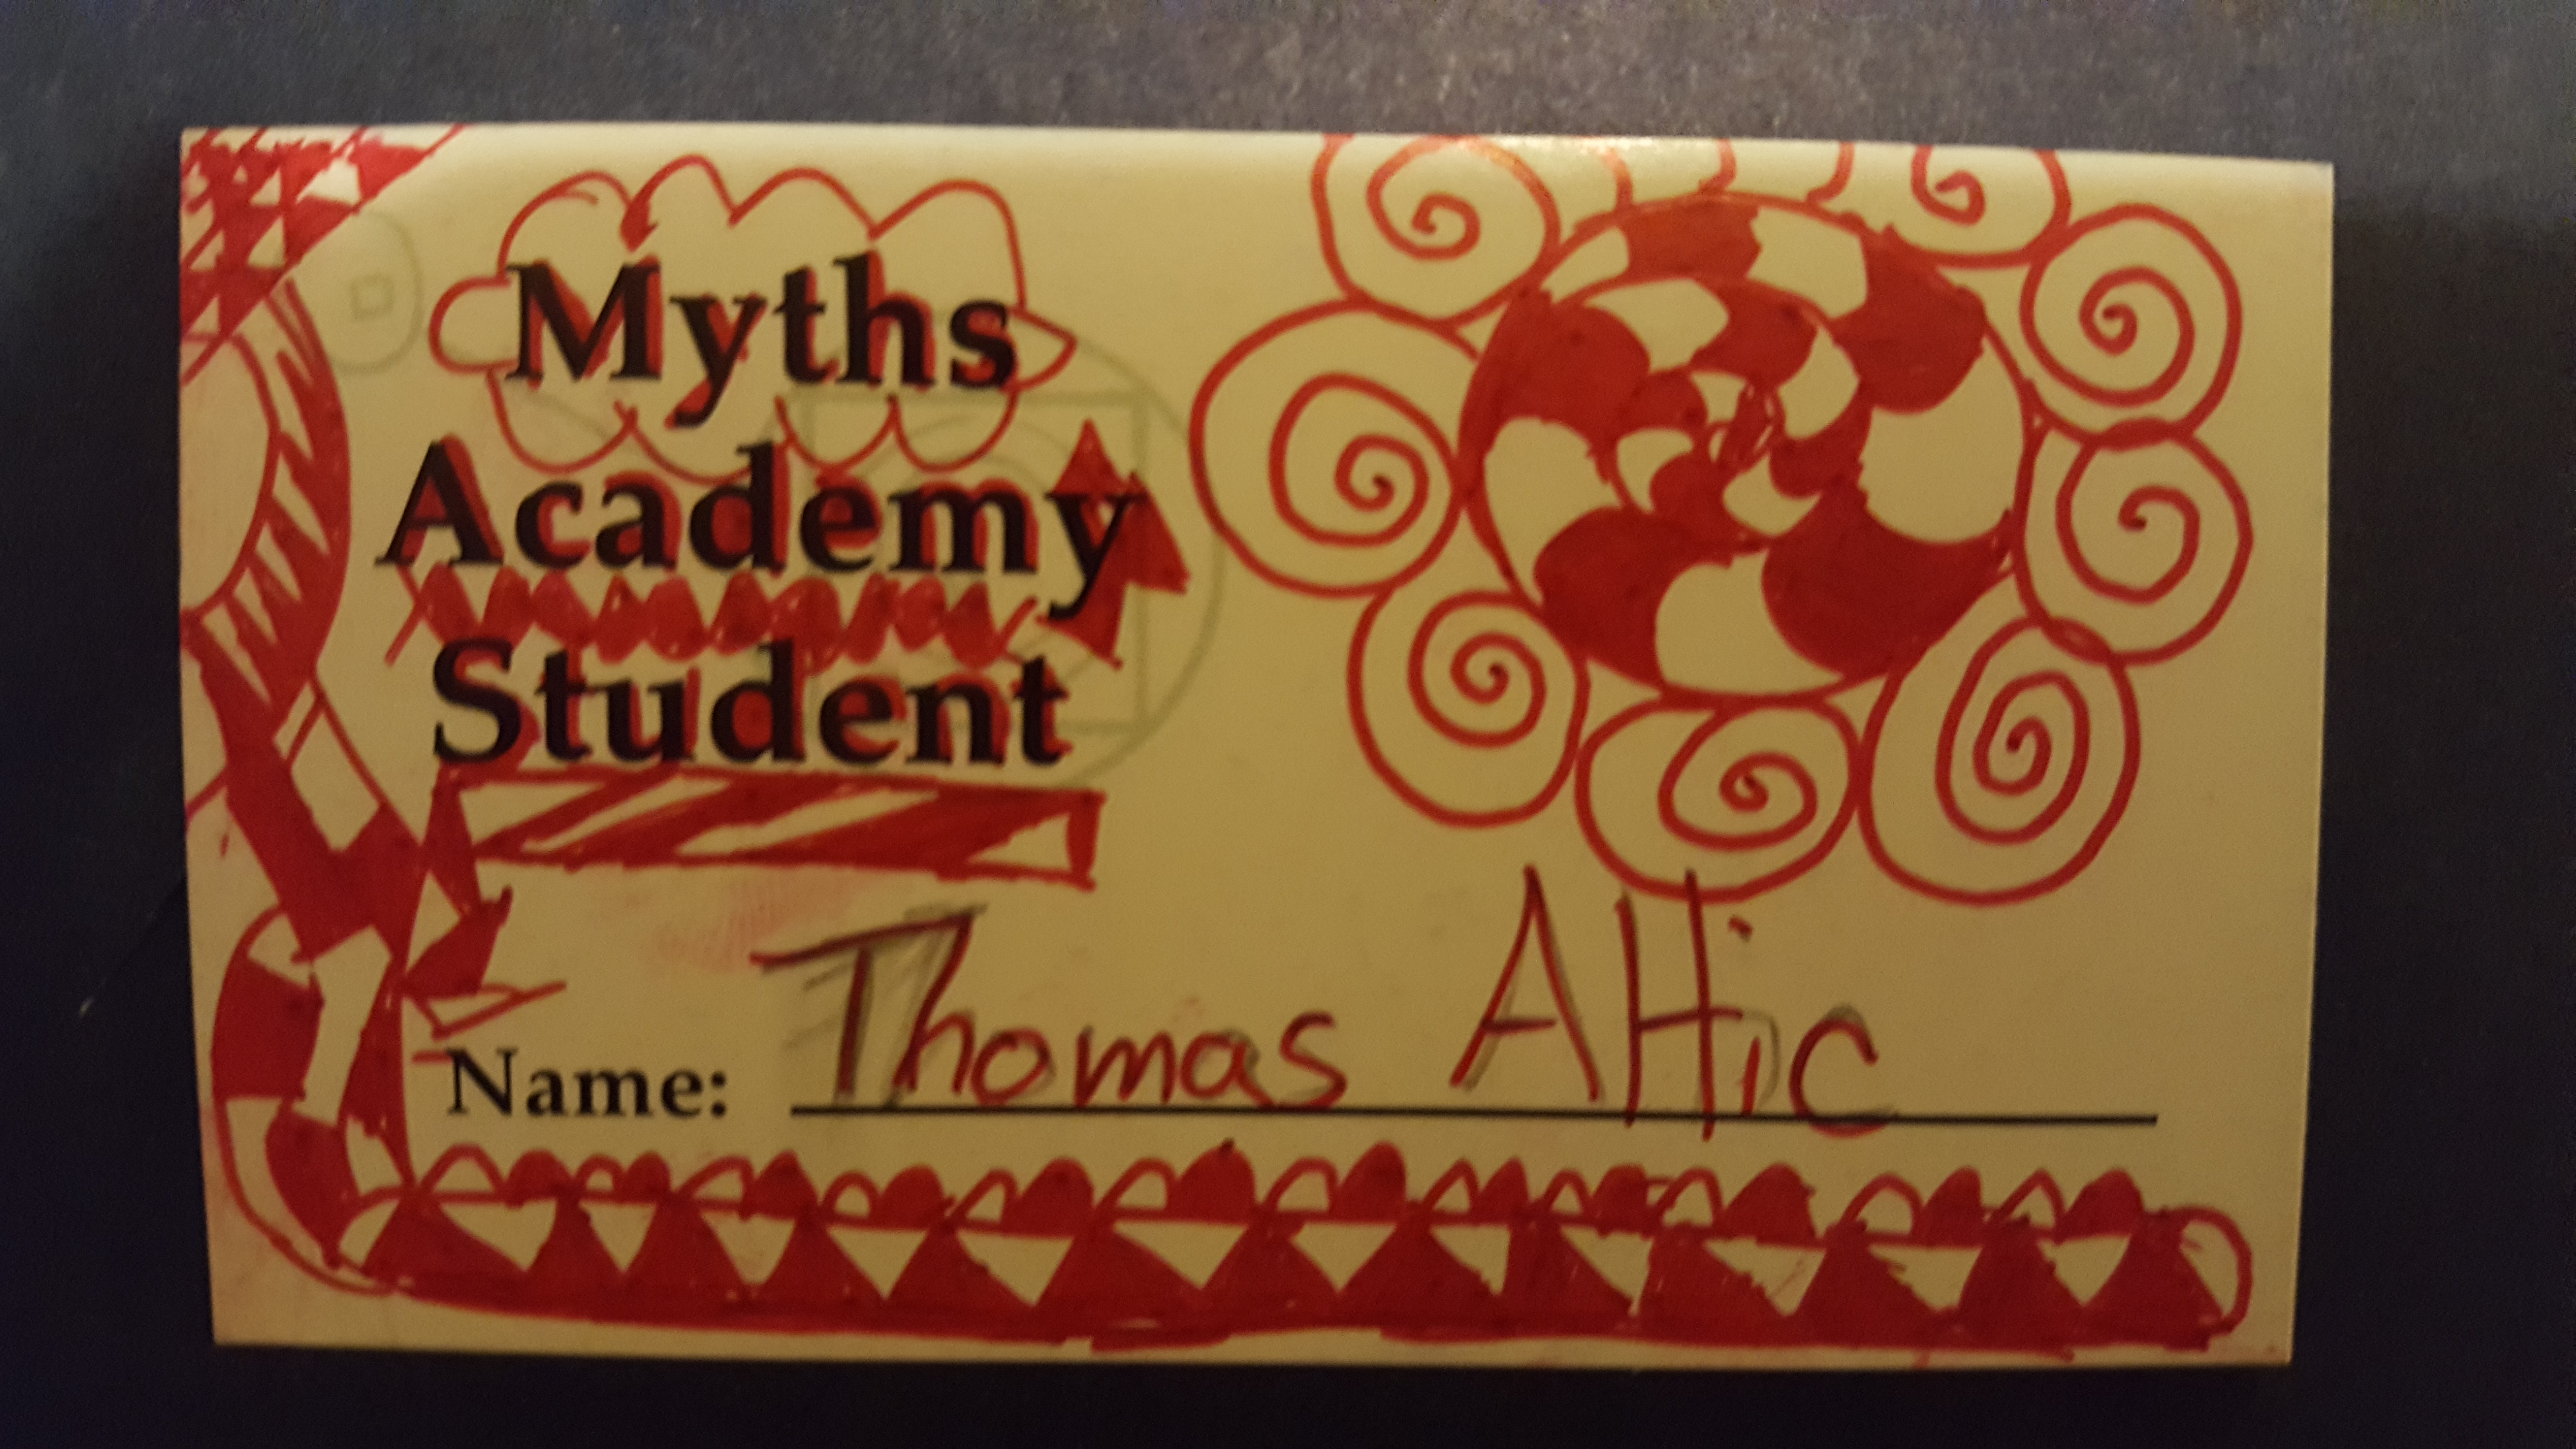 Myths
Academy
Student
Name: Thomas Attic